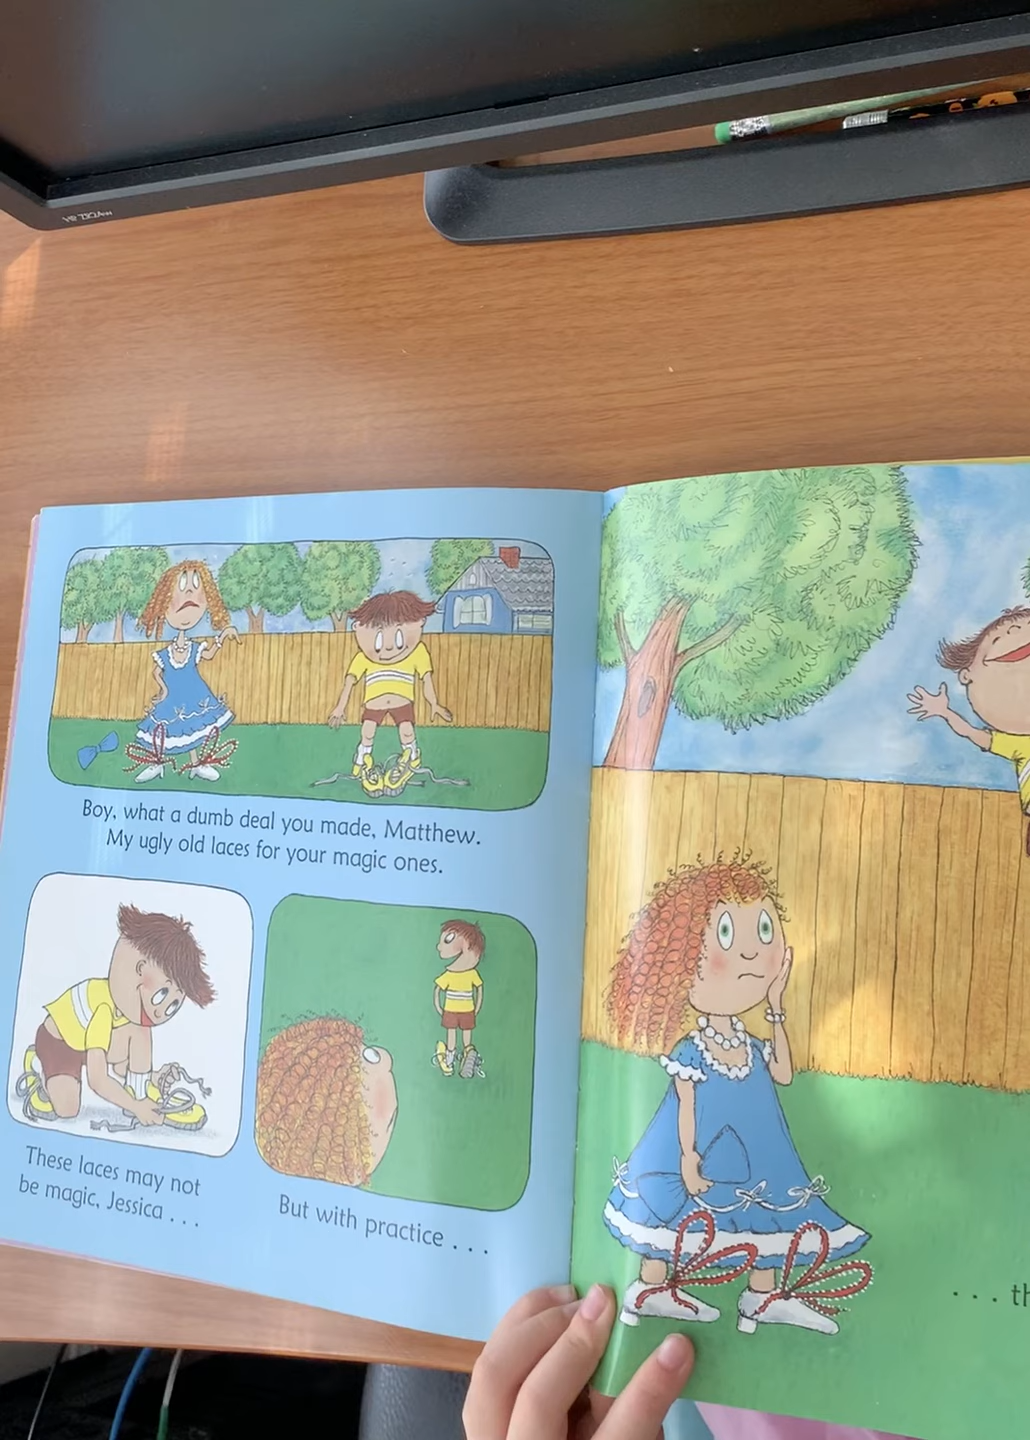 Boy, what a dumb deal you made, Matthew.
My ugly old laces for your magic ones.
These laces may not
be magic, Jessica . . .
But with practice . . .
. . . th